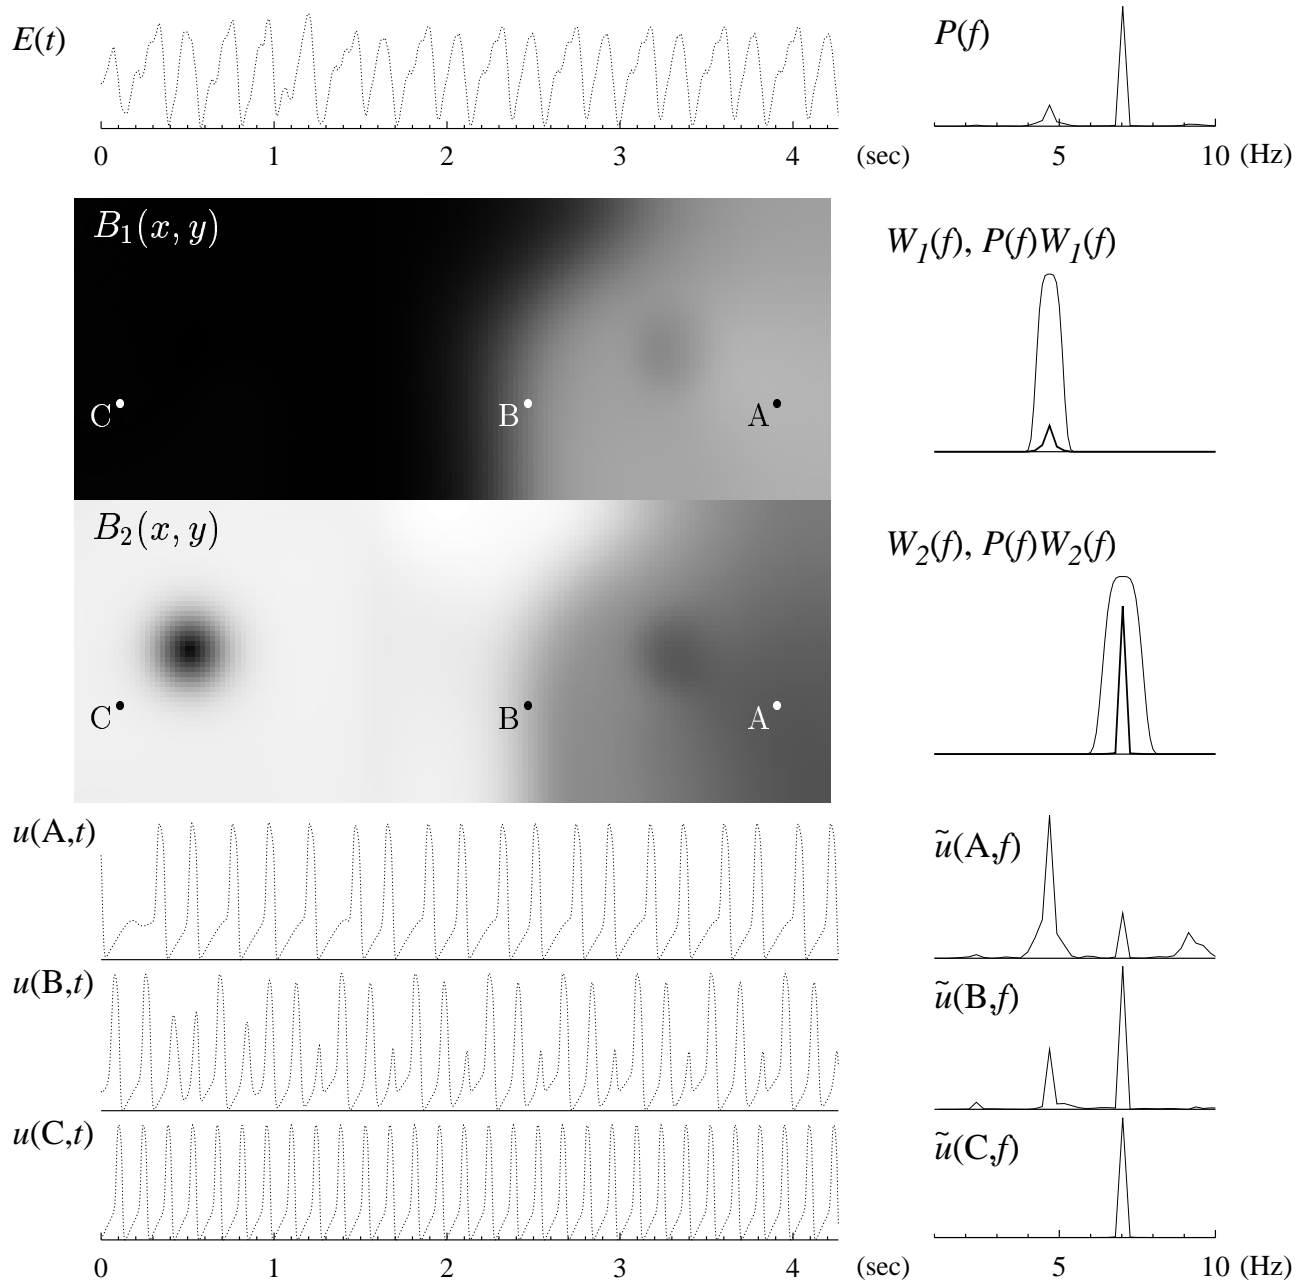 E(t)
P(f)
0 1 2 3 4 (sec)
5 10 (Hz)
B₁(x, y)
W₁(f), P(f)W₁(f)
C B A
B₂(x, y)
W₂(f), P(f)W₂(f)
C B A
u(A,t)
ũ(A,f)
u(B,t)
ũ(B,f)
u(C,t)
ũ(C,f)
0 1 2 3 4 (sec)
5 10 (Hz)